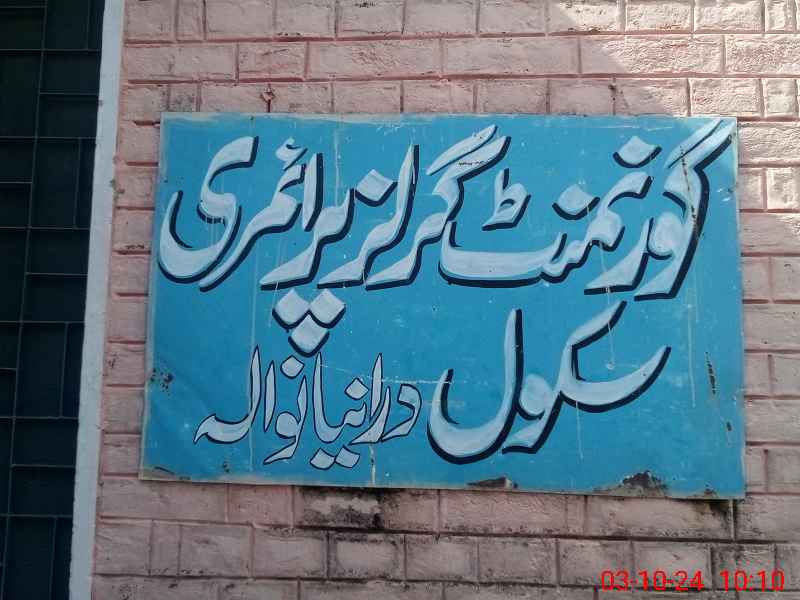 گورنمنٹ گرلز پرائمری
سکول درانیانوالہ
03-10-24 10:10